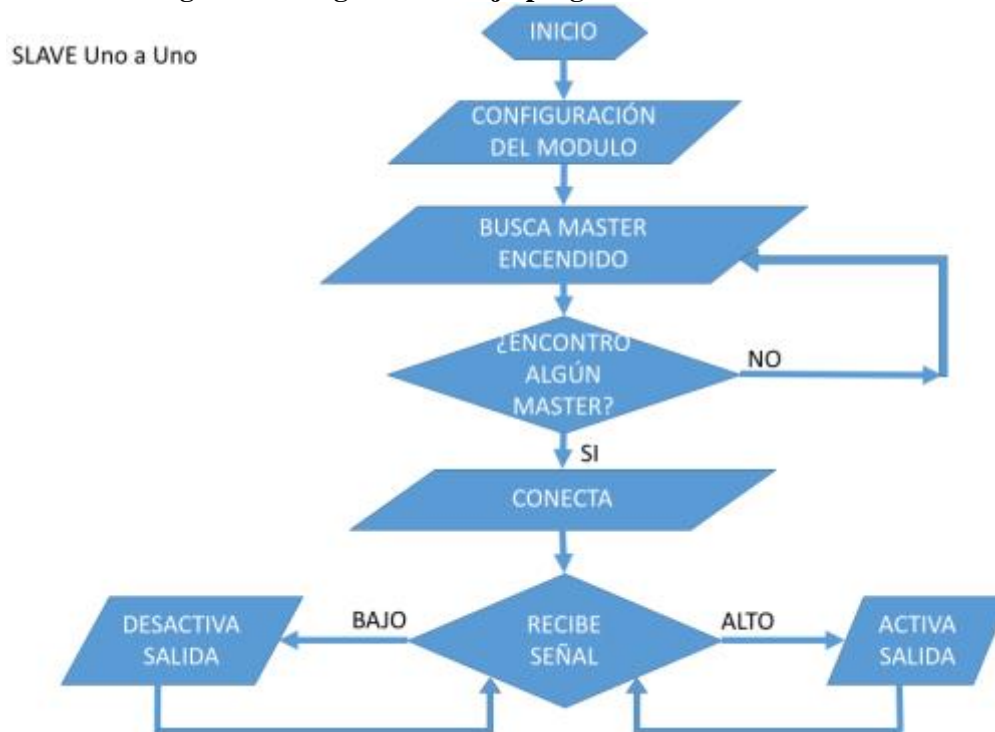 INICIO
SLAVE Uno a Uno
CONFIGURACIÓN
DEL MODULO
BUSCA MASTER
ENCENDIDO
¿ENCONTRO
ALGÚN
MASTER?
NO
SI
CONECTA
BAJO
ALTO
DESACTIVA
SALIDA
RECIBE
SEÑAL
ACTIVA
SALIDA